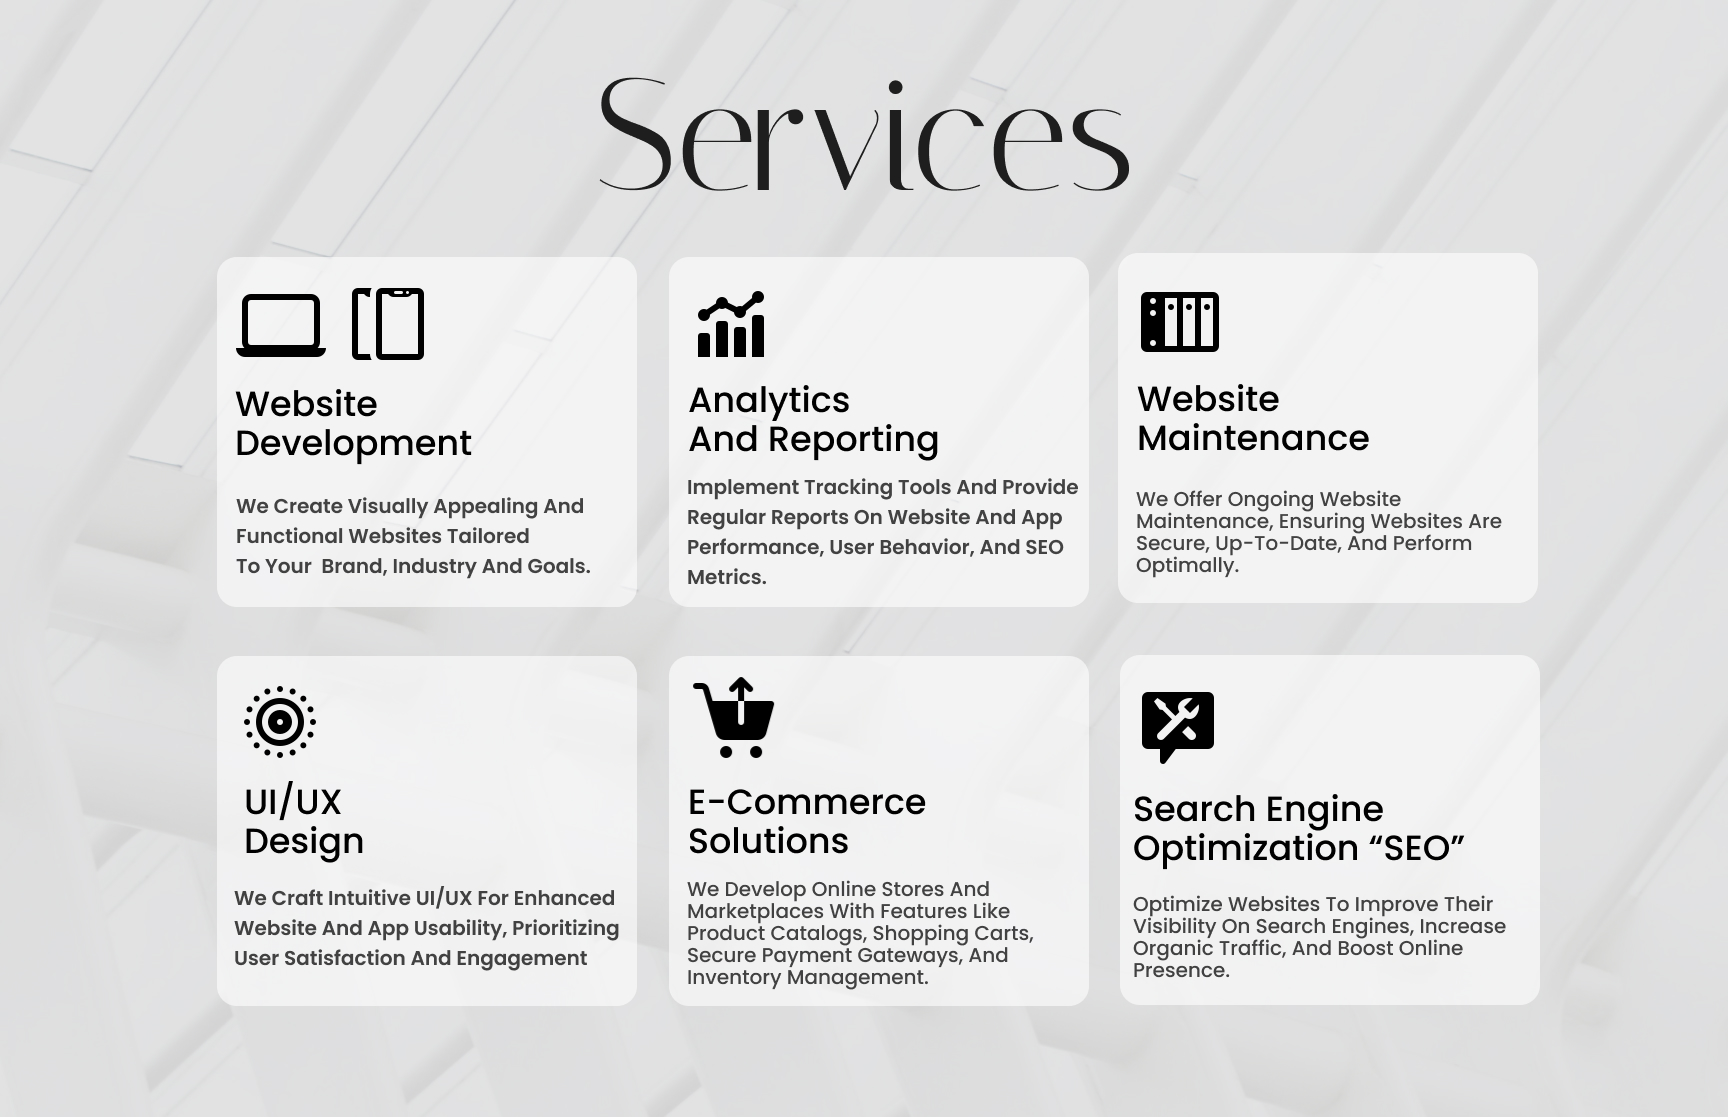 Services
Website
Development
We Create Visually Appealing And
Functional Websites Tailored
To Your  Brand, Industry And Goals.
Analytics
And Reporting
Implement Tracking Tools And Provide
Regular Reports On Website And App
Performance, User Behavior, And SEO
Metrics.
Website
Maintenance
We Offer Ongoing Website
Maintenance, Ensuring Websites Are
Secure, Up-To-Date, And Perform
Optimally.
UI/UX
Design
We Craft Intuitive UI/UX For Enhanced
Website And App Usability, Prioritizing
User Satisfaction And Engagement
E-Commerce
Solutions
We Develop Online Stores And
Marketplaces With Features Like
Product Catalogs, Shopping Carts,
Secure Payment Gateways, And
Inventory Management.
Search Engine
Optimization “SEO”
Optimize Websites To Improve Their
Visibility On Search Engines, Increase
Organic Traffic, And Boost Online
Presence.